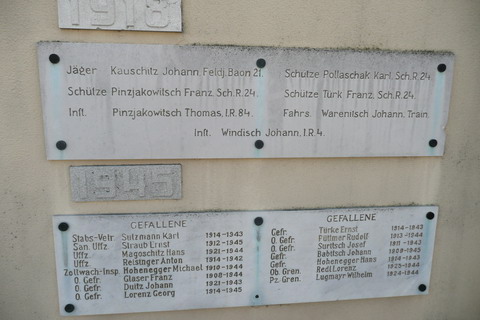 1918
Jäger Kauschitz Johann Feldj. Baon 21.
Schütze Pinzjakowitsch Franz, Sch.R.24.
Inft. Pinzjakowitsch Thomas, I.R.84.
Schütze Pollaschak Karl, Sch.R.24
Schütze Türk Franz, Sch.R.24.
Fahrs. Warenitsch Johann, Train.
Inft. Windisch Johann, I.R.4.
1945
GEFALLENE
Stabs-Vetr. Sutzmann Karl 1914-1943
San. Uffz. Straub Ernst 1912-1945
Uffz. Magoschitz Hans 1921-1944
Uffz. Reisinger Anton 1914-1942
Zollwach-Insp. Hohenegger Michael 1910-1944
O. Gefr. Glaser Franz 1908-1944
O. Gefr. Duitz Johann 1921-1943
O. Gefr. Lorenz Georg 1914-1945
GEFALLENE
Gefr. Türke Ernst 1914-1944
O. Gefr. Füllmer Rudolf 1913-1944
O. Gefr. Suritsch Josef 1911-1943
Gefr. Babitsch Johann 1908-1943
Gefr. Hohenegger Hans 1908-1943
Ob. Gren. Redl Lorenz 1925-1944
Pz. Gren. Lugmayr Wilhelm 1924-1944